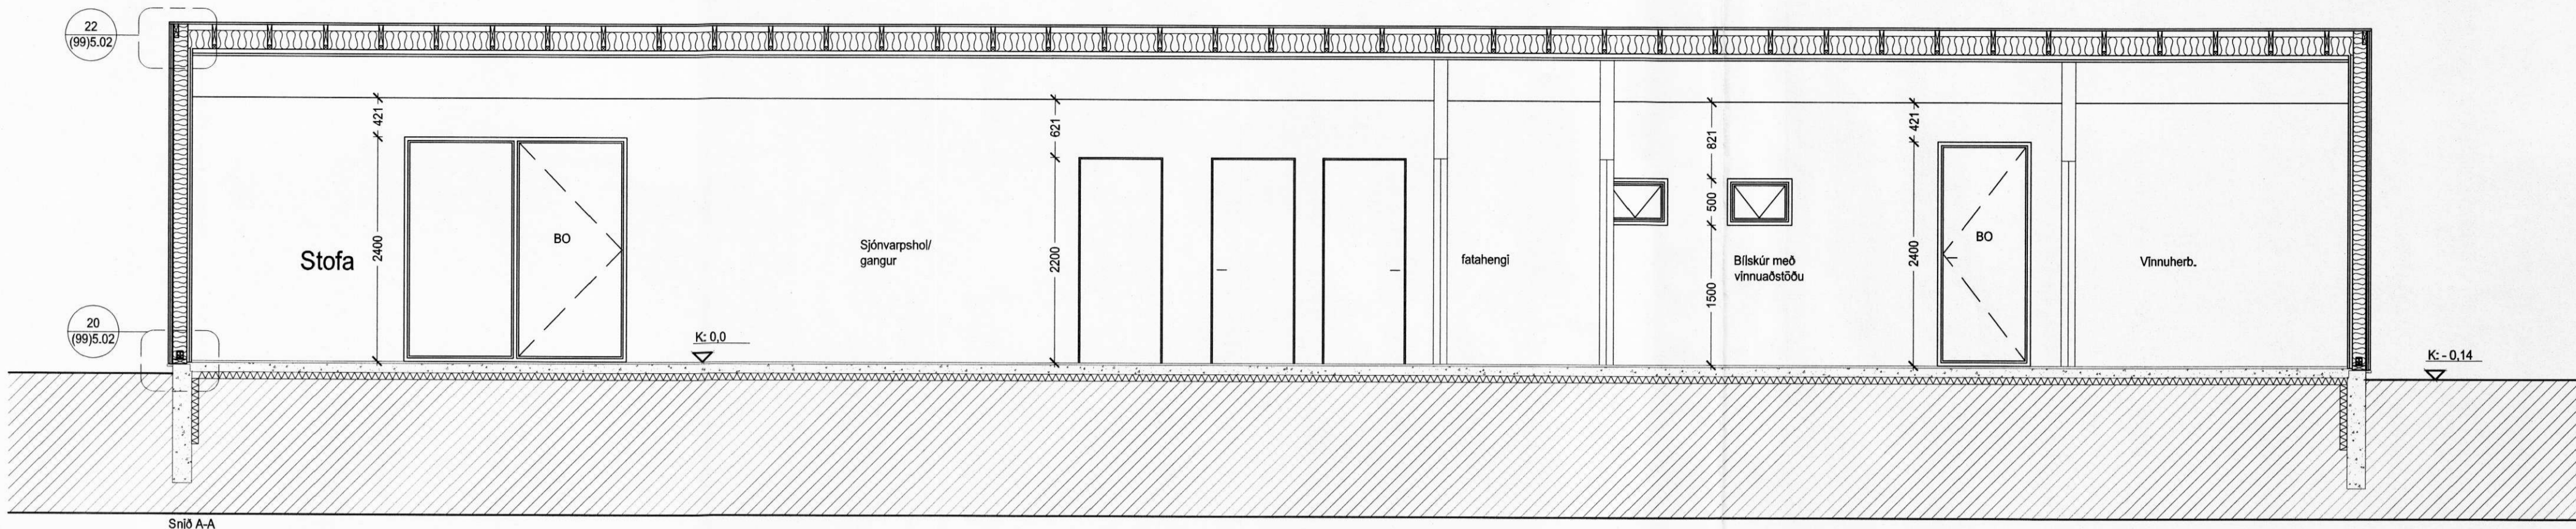 22
(99)5.02
421
621
821
421
2400
BO
Stofa
Sjónvarpshol/
gangur
2200
fatahengi
500
1500
Bílskúr með
vinnuaðstöðu
2400
BO
Vinnuherb.
20
(99)5.02
K: 0,0
K: - 0,14
Snið A-A